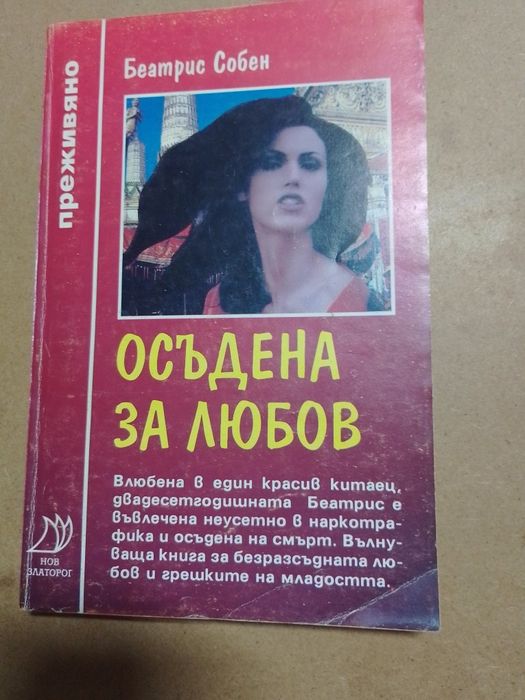 преживяно
Беатрис Собен
ОСЪДЕНА
ЗА ЛЮБОВ
Влюбена в един красив китаец,
двадесетгодишната Беатрис е
въвлечена неусетно в наркотра-
фика и осъдена на смърт. Вълну-
ваща книга за безразсъдната лю-
бов и грешките на младостта.
НОВ
ЗЛАТОРОГ